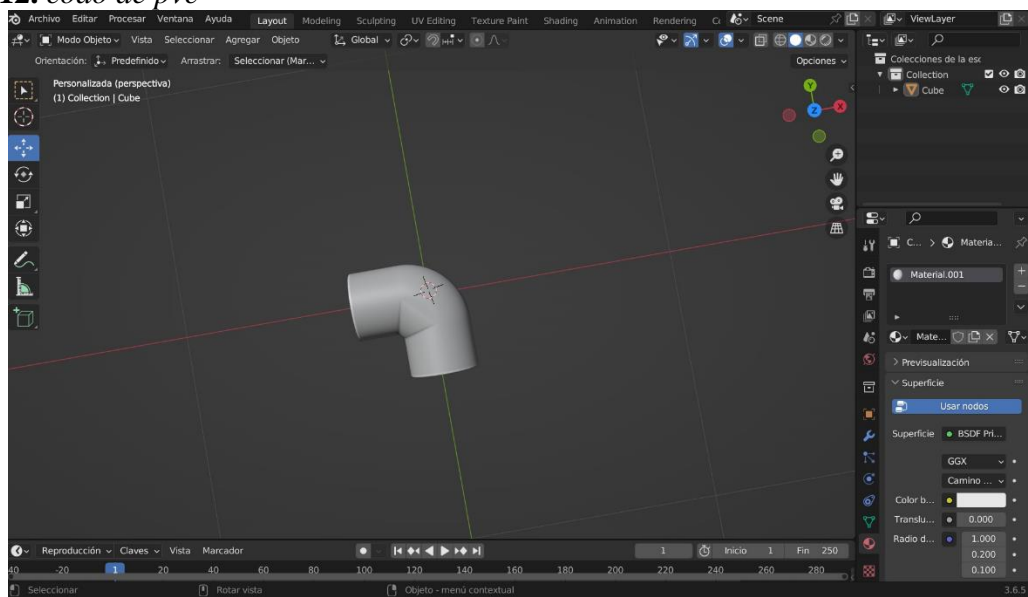 12. codo de pvc
Archivo Editar Procesar Ventana Ayuda Layout Modeling Sculpting UV Editing Texture Paint Shading Animation Rendering Scene ViewLayer
Modo Objeto Vista Seleccionar Agregar Objeto Global
Orientación: Predefinido Arrastrar: Seleccionar (Mar... Opciones
Personalizada (perspectiva)
(1) Collection | Cube
Y
X
Z
Colecciones de la esc
Collection
Cube
C... > Materia...
Material.001
Mate...
Previsualización
Superficie
Usar nodos
Superficie BSDF Pri...
GGX
Camino ...
Color b...
Translu... 0.000
Radio d... 1.000
0.200
0.100
Reproducción Claves Vista Marcador 1 Inicio 1 Fin 250
40 -20 1 20 40 60 80 100 120 140 160 180 200 220 240 260 280
Seleccionar Rotar vista Objeto - menú contextual 3.6.5